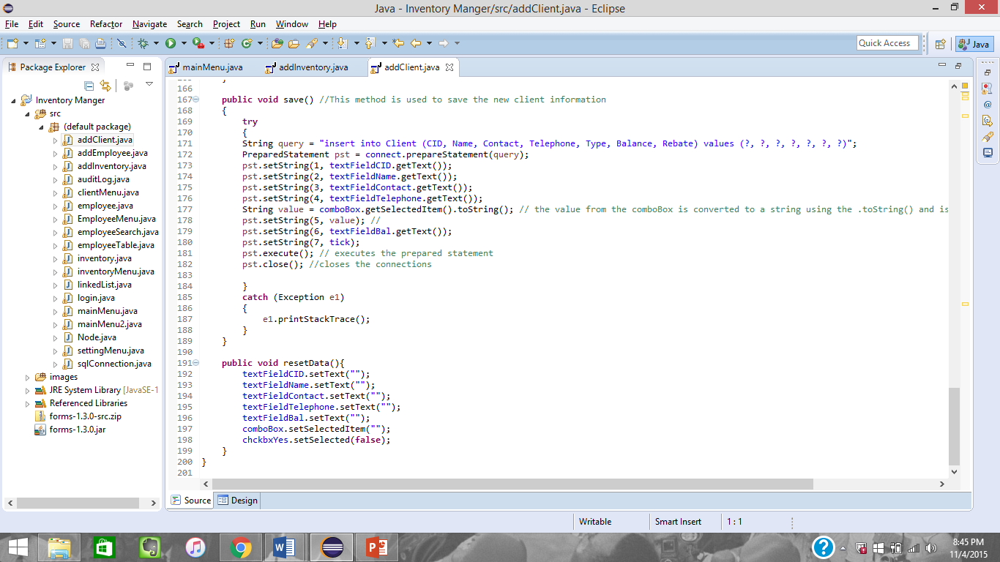 Java - Inventory Manger/src/addClient.java - Eclipse
File Edit Source Refactor Navigate Search Project Run Window Help
Quick Access
Java
Package Explorer
mainMenu.java
addInventory.java
addClient.java
Inventory Manger
src
(default package)
addClient.java
addEmployee.java
addInventory.java
auditLog.java
clientMenu.java
employee.java
EmployeeMenu.java
employeeSearch.java
employeeTable.java
inventory.java
inventoryMenu.java
linkedList.java
login.java
mainMenu.java
mainMenu2.java
Node.java
settingMenu.java
sqlConnection.java
images
JRE System Library [JavaSE-1
Referenced Libraries
forms-1.3.0-src.zip
forms-1.3.0.jar
166
167 public void save() //This method is used to save the new client information
168 {
169 try
170 {
171 String query = "insert into Client (CID, Name, Contact, Telephone, Type, Balance, Rebate) values (?, ?, ?, ?, ?, ?, ?)";
172 PreparedStatement pst = connect.prepareStatement(query);
173 pst.setString(1, textFieldCID.getText());
174 pst.setString(2, textFieldName.getText());
175 pst.setString(3, textFieldContact.getText());
176 pst.setString(4, textFieldTelephone.getText());
177 String value = comboBox.getSelectedItem().toString(); // the value from the comboBox is converted to a string using the .toString() and is
178 pst.setString(5, value); //
179 pst.setString(6, textFieldBal.getText());
180 pst.setString(7, tick);
181 pst.execute(); // executes the prepared statement
182 pst.close(); //closes the connections
183
184 }
185 catch (Exception e1)
186 {
187 e1.printStackTrace();
188 }
189 }
190
191 public void resetData(){
192 textFieldCID.setText("");
193 textFieldName.setText("");
194 textFieldContact.setText("");
195 textFieldTelephone.setText("");
196 textFieldBal.setText("");
197 comboBox.setSelectedItem("");
198 chckbxYes.setSelected(false);
199 }
200 }
201
Source Design
Writable Smart Insert 1 : 1
8:45 PM
11/4/2015